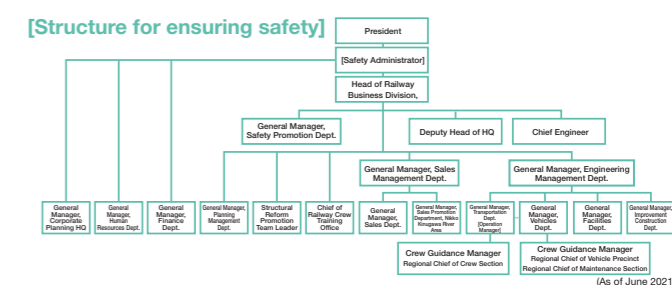 [Structure for ensuring safety]
President
[Safety Administrator]
Head of Railway
Business Division,
General Manager,
Safety Promotion Dept.
Deputy Head of HQ
Chief Engineer
General Manager, Sales
Management Dept.
General Manager, Engineering
Management Dept.
General
Manager,
Corporate
Planning HQ
General
Manager,
Human
Resources Dept.
General
Manager,
Finance
Dept.
General Manager,
Planning
Management
Dept.
Structural
Reform
Promotion
Team Leader
Chief of
Railway Crew
Training
Office
General
Manager,
Sales Dept.
General Manager,
Sales Promotion
Department, Nikko
Kinugawa River
Area
General Manager,
Transportation
Dept.
[Operation
Manager]
General
Manager,
Vehicles
Dept.
General
Manager,
Facilities
Dept.
General Manager,
Improvement
Construction
Dept.
Crew Guidance Manager
Regional Chief of Crew Section
Crew Guidance Manager
Regional Chief of Vehicle Precinct
Regional Chief of Maintenance Section
(As of June 2021